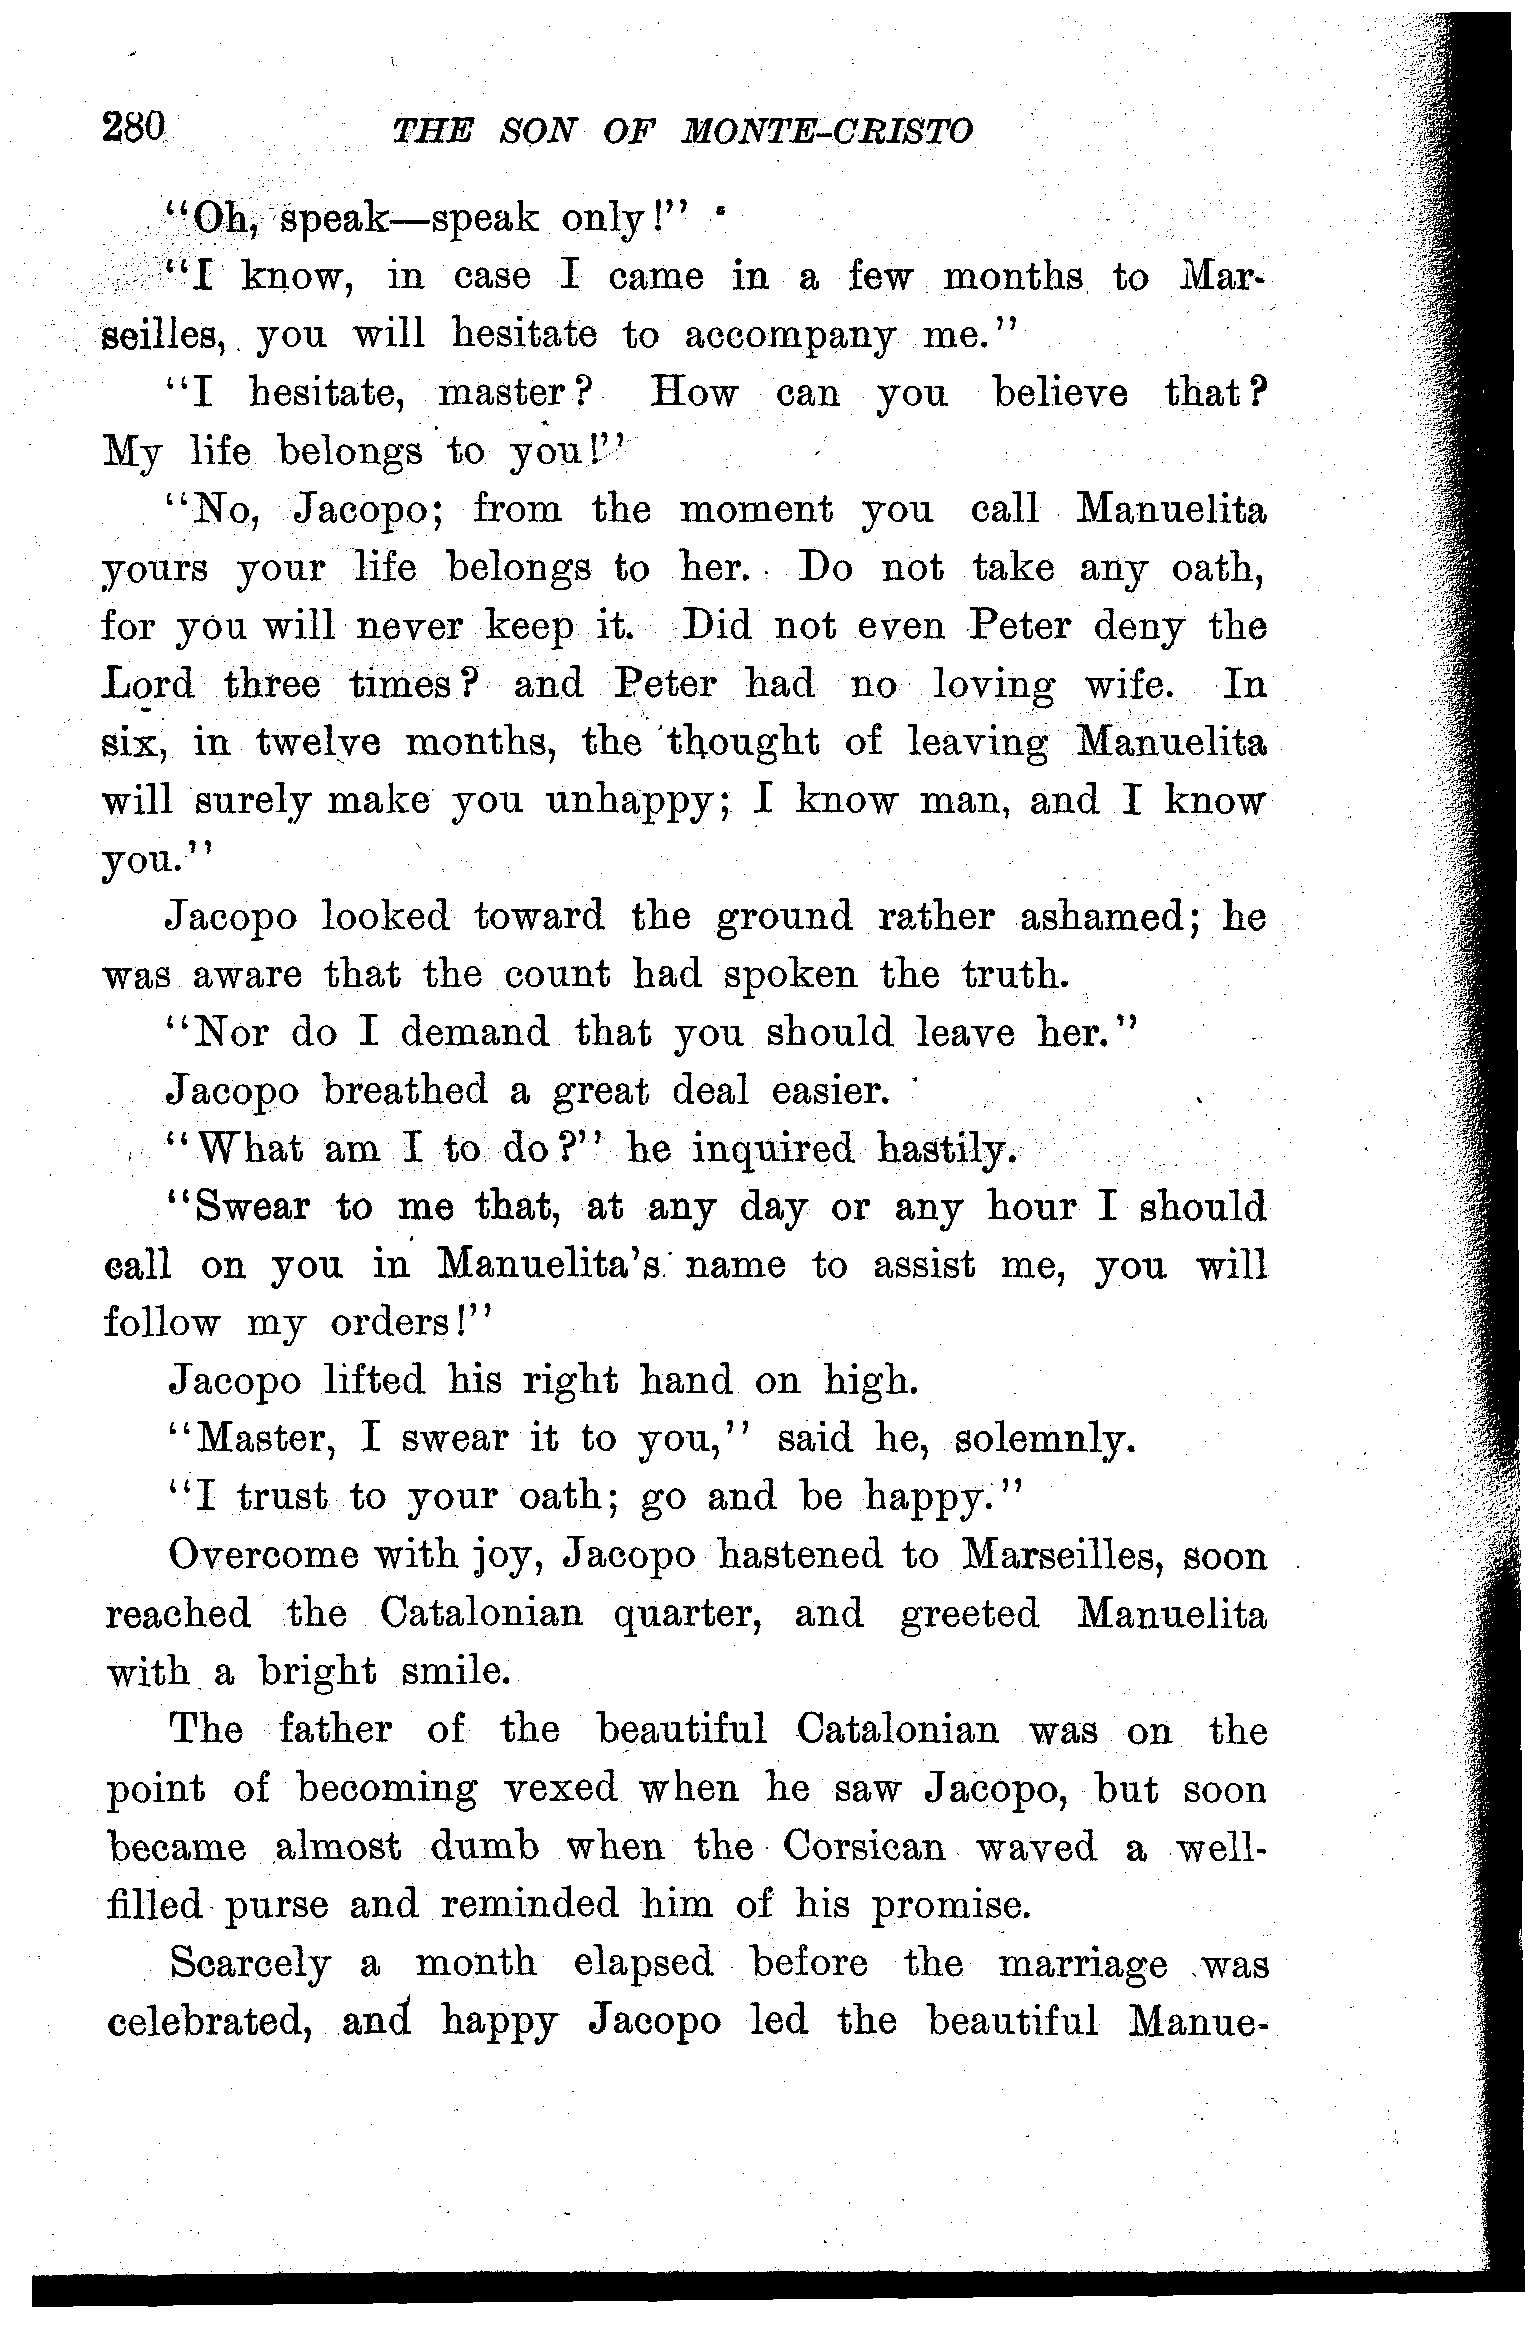 280 THE SON OF MONTE-CRISTO
"Oh, speak—speak only!"
"I know, in case I came in a few months to Mar-
seilles, you will hesitate to accompany me."
"I hesitate, master? How can you believe that?
My life belongs to you!"
"No, Jacopo; from the moment you call Manuelita
yours your life belongs to her. Do not take any oath,
for you will never keep it. Did not even Peter deny the
Lord three times? and Peter had no loving wife. In
six, in twelve months, the thought of leaving Manuelita
will surely make you unhappy; I know man, and I know
you."
Jacopo looked toward the ground rather ashamed; he
was aware that the count had spoken the truth.
"Nor do I demand that you should leave her."
Jacopo breathed a great deal easier.
"What am I to do?" he inquired hastily.
"Swear to me that, at any day or any hour I should
call on you in Manuelita's name to assist me, you will
follow my orders!"
Jacopo lifted his right hand on high.
"Master, I swear it to you," said he, solemnly.
"I trust to your oath; go and be happy."
Overcome with joy, Jacopo hastened to Marseilles, soon
reached the Catalonian quarter, and greeted Manuelita
with a bright smile.
The father of the beautiful Catalonian was on the
point of becoming vexed when he saw Jacopo, but soon
became almost dumb when the Corsican waved a well-
filled purse and reminded him of his promise.
Scarcely a month elapsed before the marriage was
celebrated, and happy Jacopo led the beautiful Manue-